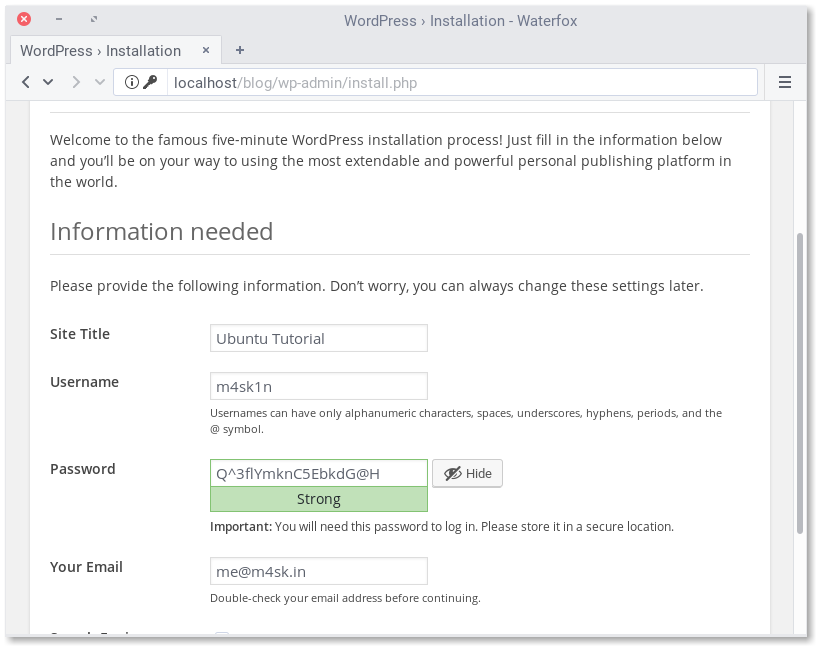 WordPress › Installation - Waterfox
WordPress › Installation × +
localhost/blog/wp-admin/install.php
Welcome to the famous five-minute WordPress installation process! Just fill in the information below
and you’ll be on your way to using the most extendable and powerful personal publishing platform in
the world.
Information needed
Please provide the following information. Don’t worry, you can always change these settings later.
Site Title
Ubuntu Tutorial
Username
m4sk1n
Usernames can have only alphanumeric characters, spaces, underscores, hyphens, periods, and the
@ symbol.
Password
Q^3flYmknC5EbkdG@H
Hide
Strong
Important: You will need this password to log in. Please store it in a secure location.
Your Email
me@m4sk.in
Double-check your email address before continuing.